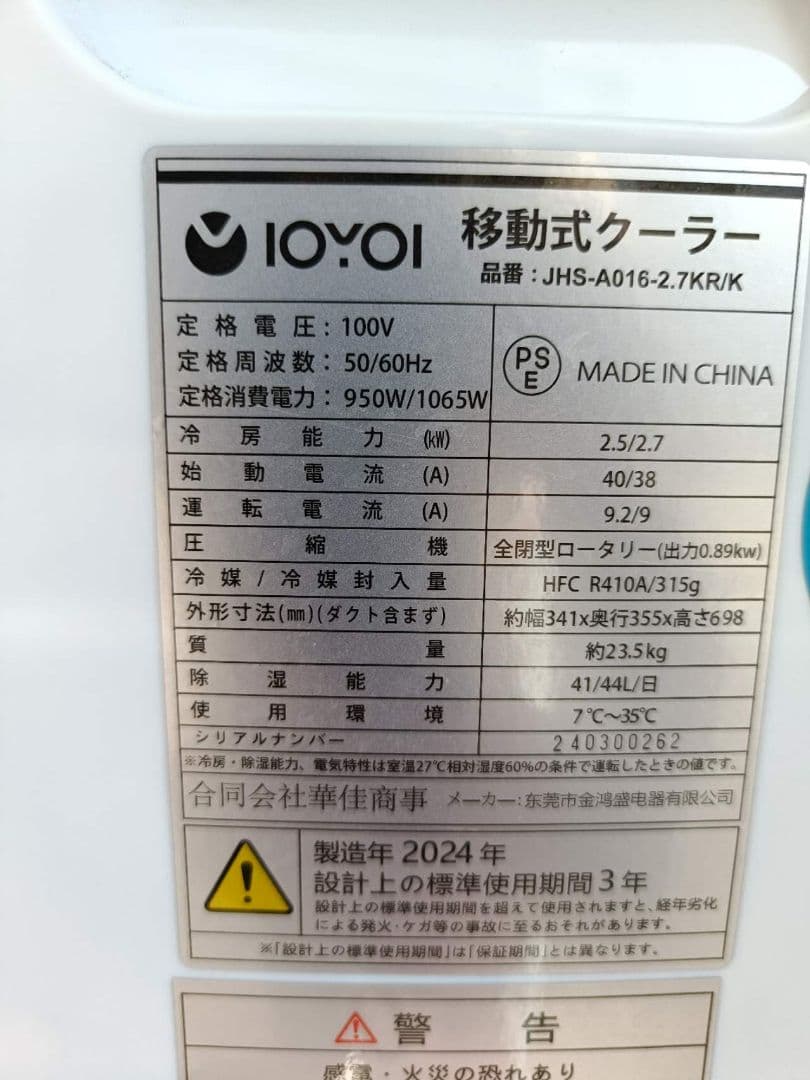 IOYOI 移動式クーラー
品番：JHS-A016-2.7KR/K
定格電圧：100V
定格周波数：50/60Hz
定格消費電力：950W/1065W
PSE MADE IN CHINA
冷房能力(kW) 2.5/2.7
始動電流(A) 40/38
運転電流(A) 9.2/9
圧縮機 全閉型ロータリー(出力0.89kw)
冷媒/冷媒封入量 HFC R410A/315g
外形寸法(mm)(ダクト含まず) 約幅341x奥行355x高さ698
質量 約23.5kg
除湿能力 41/44L/日
使用環境 7℃～35℃
シリアルナンバー 240300262
※冷房・除湿能力、電気特性は室温27℃相対湿度60%の条件で運転したときの値です。
合同会社華佳商事 メーカー:东莞市金鸿盛电器有限公司
製造年 2024年
設計上の標準使用期間3年
設計上の標準使用期間を超えて使用されますと、経年劣化
による発火・ケガ等の事故に至るおそれがあります。
※「設計上の標準使用期間」は「保証期間」とは異なります。
警告
感電・火災の恐れあり